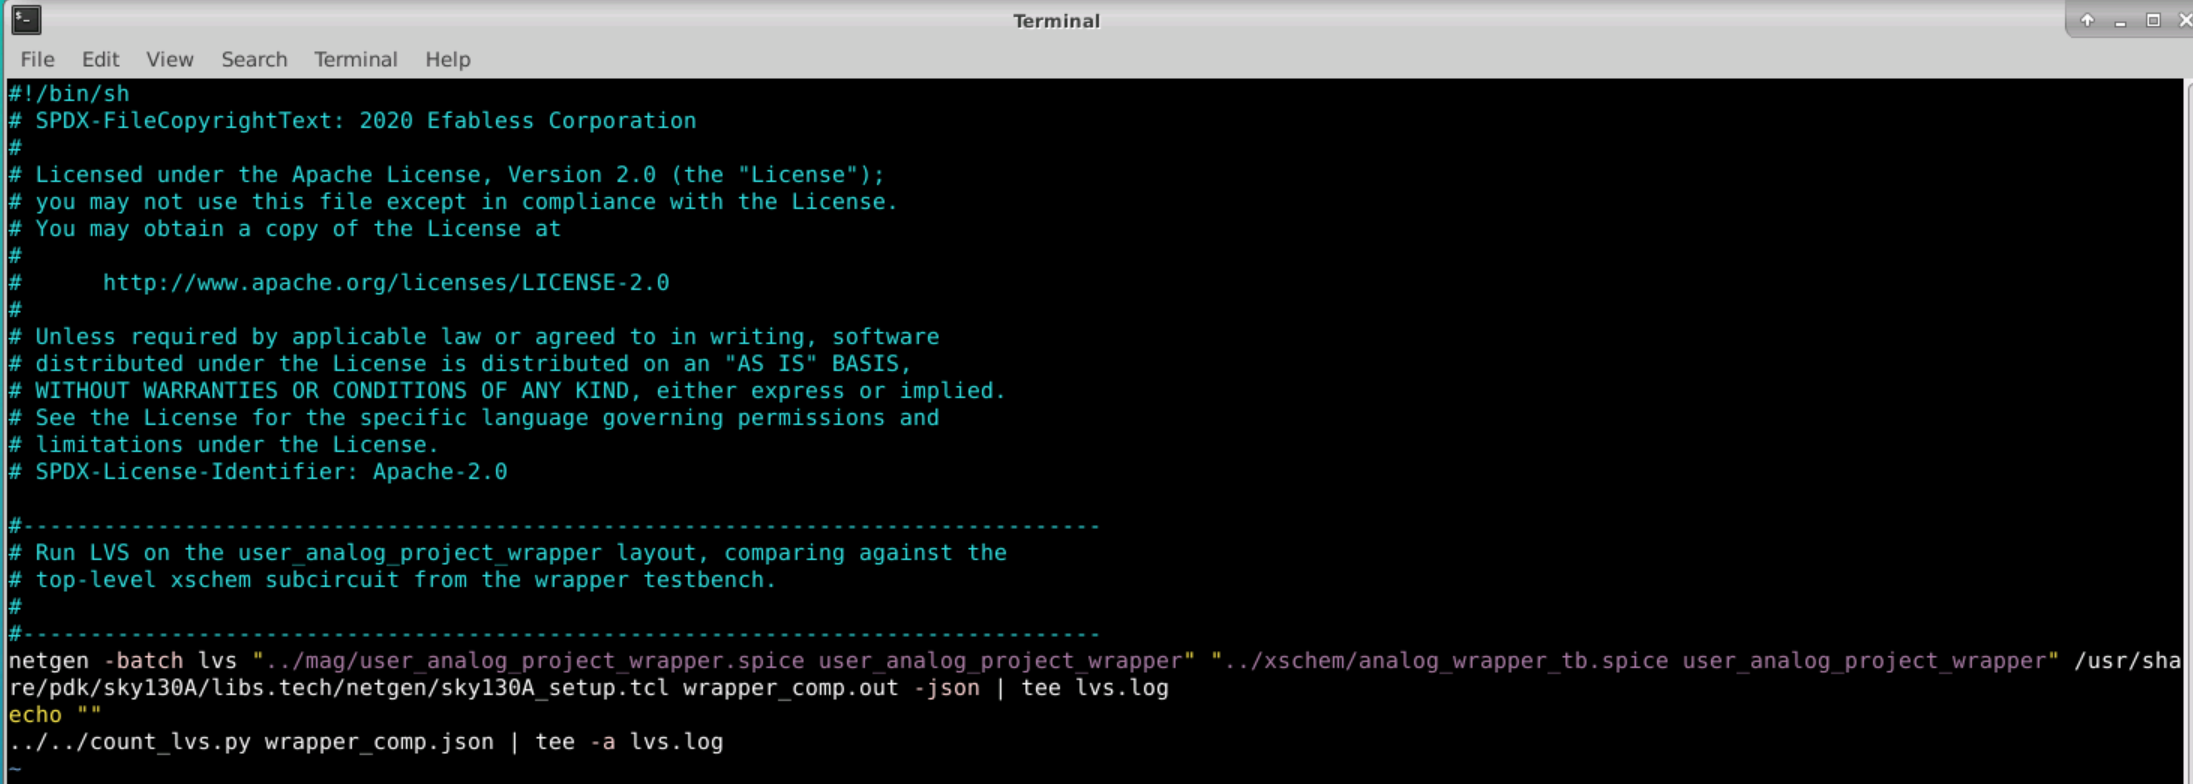 Terminal
File Edit View Search Terminal Help
#!/bin/sh
# SPDX-FileCopyrightText: 2020 Efabless Corporation
#
# Licensed under the Apache License, Version 2.0 (the "License");
# you may not use this file except in compliance with the License.
# You may obtain a copy of the License at
#
#      http://www.apache.org/licenses/LICENSE-2.0
#
# Unless required by applicable law or agreed to in writing, software
# distributed under the License is distributed on an "AS IS" BASIS,
# WITHOUT WARRANTIES OR CONDITIONS OF ANY KIND, either express or implied.
# See the License for the specific language governing permissions and
# limitations under the License.
# SPDX-License-Identifier: Apache-2.0
#--------------------------------------------------------------------------------
# Run LVS on the user_analog_project_wrapper layout, comparing against the
# top-level xschem subcircuit from the wrapper testbench.
#
#--------------------------------------------------------------------------------
netgen -batch lvs "../mag/user_analog_project_wrapper.spice user_analog_project_wrapper" "../xschem/analog_wrapper_tb.spice user_analog_project_wrapper" /usr/sha
re/pdk/sky130A/libs.tech/netgen/sky130A_setup.tcl wrapper_comp.out -json | tee lvs.log
echo ""
../../count_lvs.py wrapper_comp.json | tee -a lvs.log
~